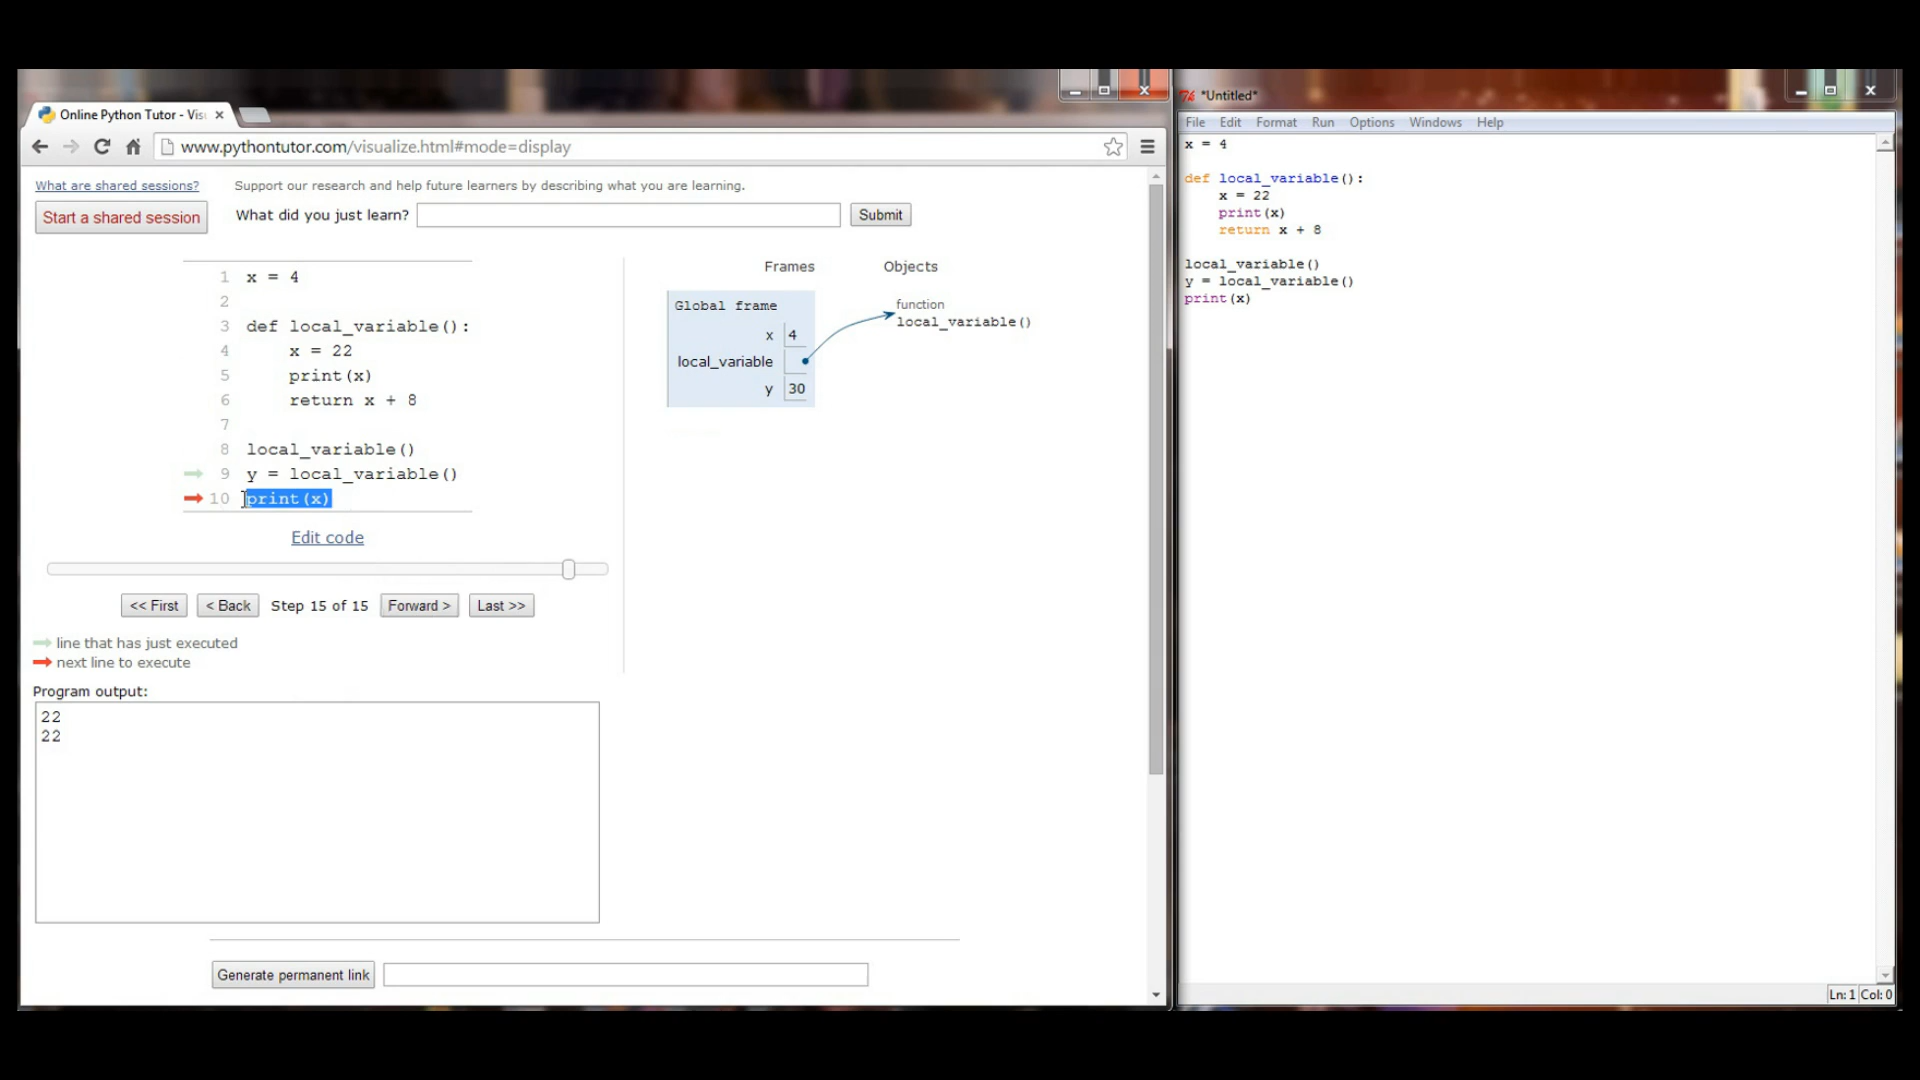 Online Python Tutor - Vis
*Untitled*
www.pythontutor.com/visualize.html#mode=display
File Edit Format Run Options Windows Help
What are shared sessions?
Support our research and help future learners by describing what you are learning.
Start a shared session
What did you just learn?
Submit
1 x = 4
2
3 def local_variable():
4     x = 22
5     print(x)
6     return x + 8
7
8 local_variable()
9 y = local_variable()
10 print(x)
Edit code
<< First
< Back
Step 15 of 15
Forward >
Last >>
line that has just executed
next line to execute
Program output:
22
22
Generate permanent link
Frames
Objects
Global frame
x 4
local_variable
y 30
function
local_variable()
x = 4
def local_variable():
    x = 22
    print(x)
    return x + 8
local_variable()
y = local_variable()
print(x)
Ln: 1 Col: 0